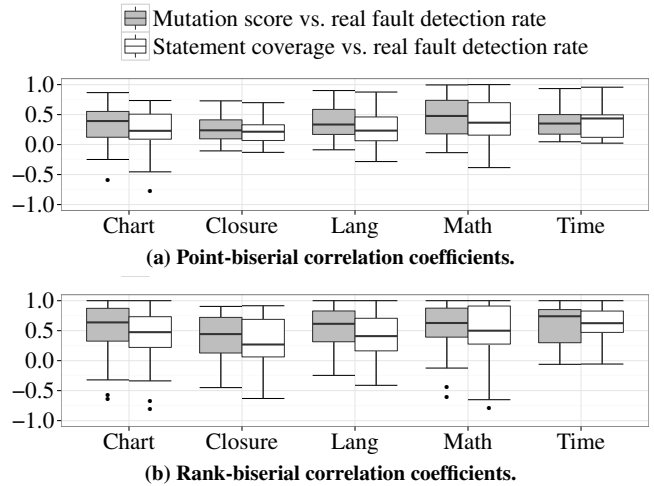 Mutation score vs. real fault detection rate
Statement coverage vs. real fault detection rate
1.0
0.5
0.0
−0.5
−1.0
Chart Closure Lang Math Time
(a) Point-biserial correlation coefficients.
1.0
0.5
0.0
−0.5
−1.0
Chart Closure Lang Math Time
(b) Rank-biserial correlation coefficients.